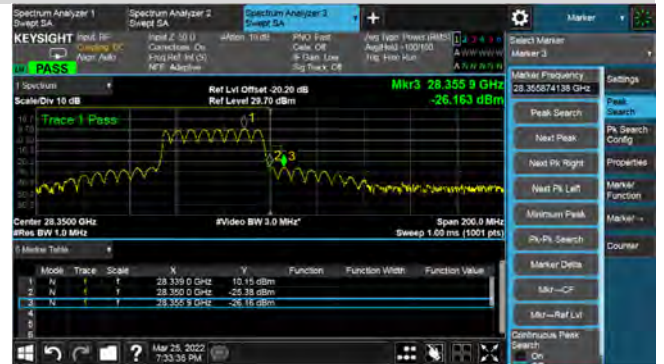 Spectrum Analyzer 1
Swept SA
Spectrum Analyzer 2
Swept SA
Spectrum Analyzer 3
Swept SA
+
Marker
KEYSIGHT Input: RF
Coupling: DC
Align: Auto
Input Z: 50 Ω
Corrections: On
Freq Ref: Int (S)
NFE: Adaptive
#Atten: 10 dB
PNO: Fast
Gate: Off
IF Gain: Low
Sig Track: Off
Avg Type: Power (RMS)
Avg|Hold: >100/100
Trig: Free Run
PASS
Select Marker
Marker 3
1 Spectrum
Scale/Div 10 dB
Ref Lvl Offset -20.20 dB
Ref Level 29.70 dBm
Mkr3 28.355 9 GHz
-26.163 dBm
Trace 1 Pass
1
2
3
Center 28.3500 GHz
#Res BW 1.0 MHz
#Video BW 3.0 MHz*
Span 200.0 MHz
Sweep 1.00 ms (1001 pts)
Marker Table
Mode Trace Scale X Y Function Function Width Function Value
1 N 1 f 28.339 0 GHz 10.15 dBm
2 N 1 f 28.350 0 GHz -25.38 dBm
3 N 1 f 28.355 9 GHz -26.16 dBm
4
5
6
Marker Frequency
28.355874138 GHz
Peak Search
Next Peak
Next Pk Right
Next Pk Left
Minimum Peak
Pk-Pk Search
Marker Delta
Mkr→CF
Mkr→Ref Lvl
Continuous Peak
Search
On
Settings
Peak
Search
Pk Search
Config
Properties
Marker
Function
Marker→
Counter
Mar 25, 2022
7:33:35 PM